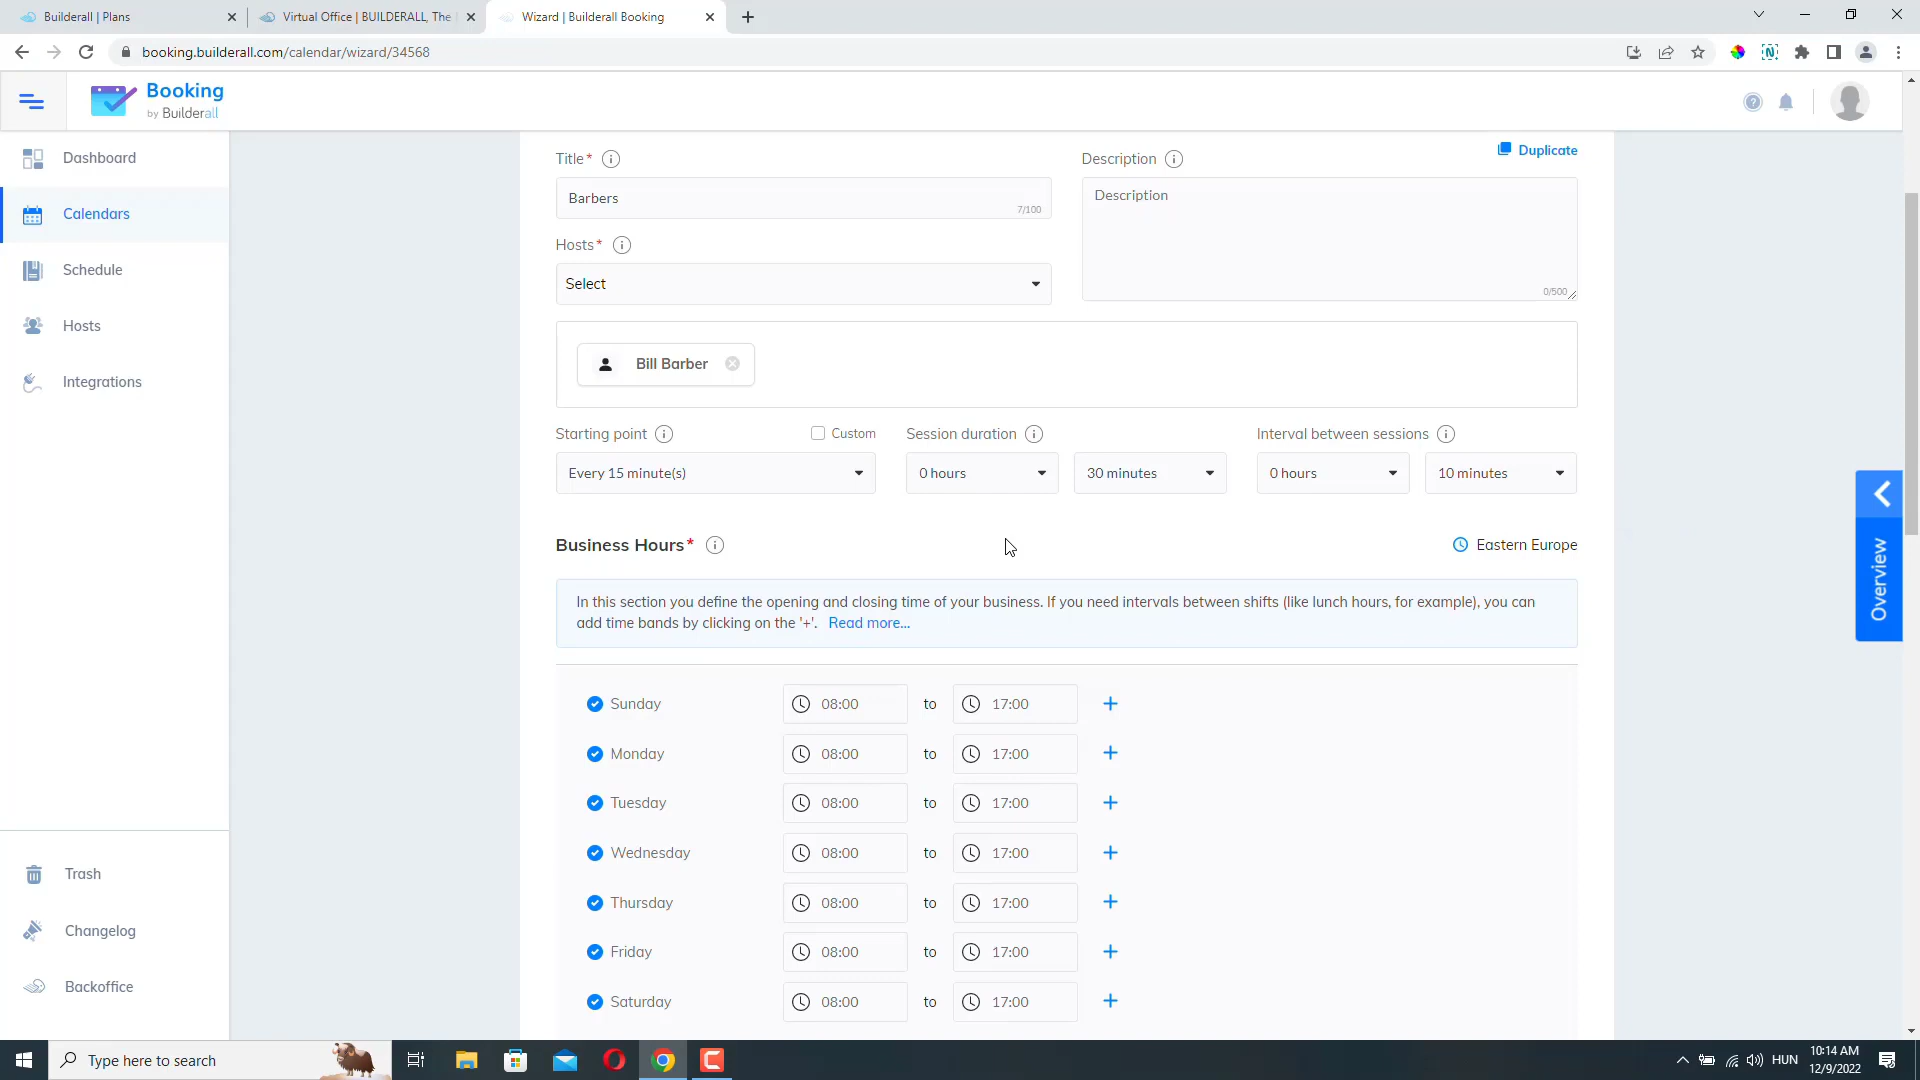 Builderall | Plans
Virtual Office | BUILDERALL, The
Wizard | Builderall Booking
booking.builderall.com/calendar/wizard/34568
Booking
by Builderall
Dashboard
Calendars
Schedule
Hosts
Integrations
Trash
Changelog
Backoffice
Title*
Barbers
7/100
Description
Duplicate
Description
0/500
Hosts*
Select
Bill Barber
Starting point
Custom
Session duration
Interval between sessions
Every 15 minute(s)
0 hours
30 minutes
0 hours
10 minutes
Business Hours*
Eastern Europe
In this section you define the opening and closing time of your business. If you need intervals between shifts (like lunch hours, for example), you can
add time bands by clicking on the '+'. Read more...
Sunday 08:00 to 17:00 +
Monday 08:00 to 17:00 +
Tuesday 08:00 to 17:00 +
Wednesday 08:00 to 17:00 +
Thursday 08:00 to 17:00 +
Friday 08:00 to 17:00 +
Saturday 08:00 to 17:00 +
Overview
Type here to search
HUN
10:14 AM
12/9/2022